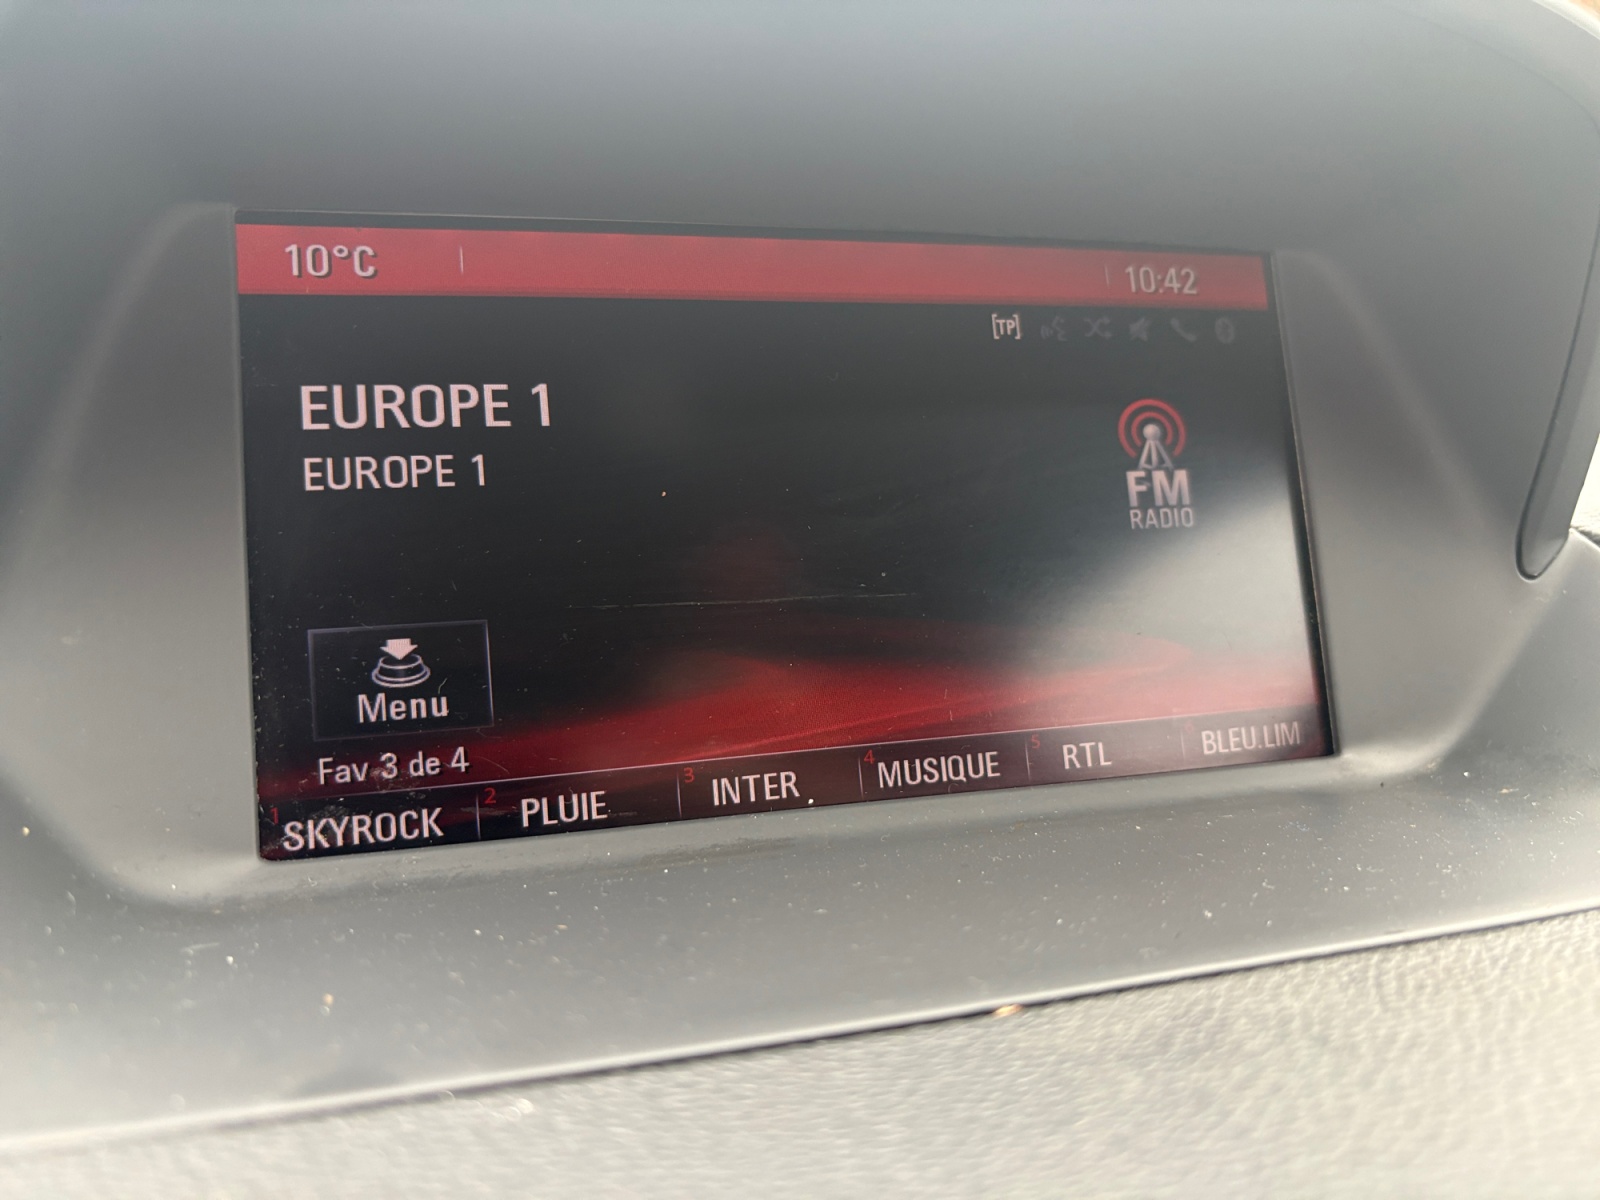 10°C
10:42
[TP]
EUROPE 1
EUROPE 1
FM
RADIO
Menu
Fav 3 de 4
1 SKYROCK 2 PLUIE 3 INTER 4 MUSIQUE 5 RTL 6 BLEU.LIM